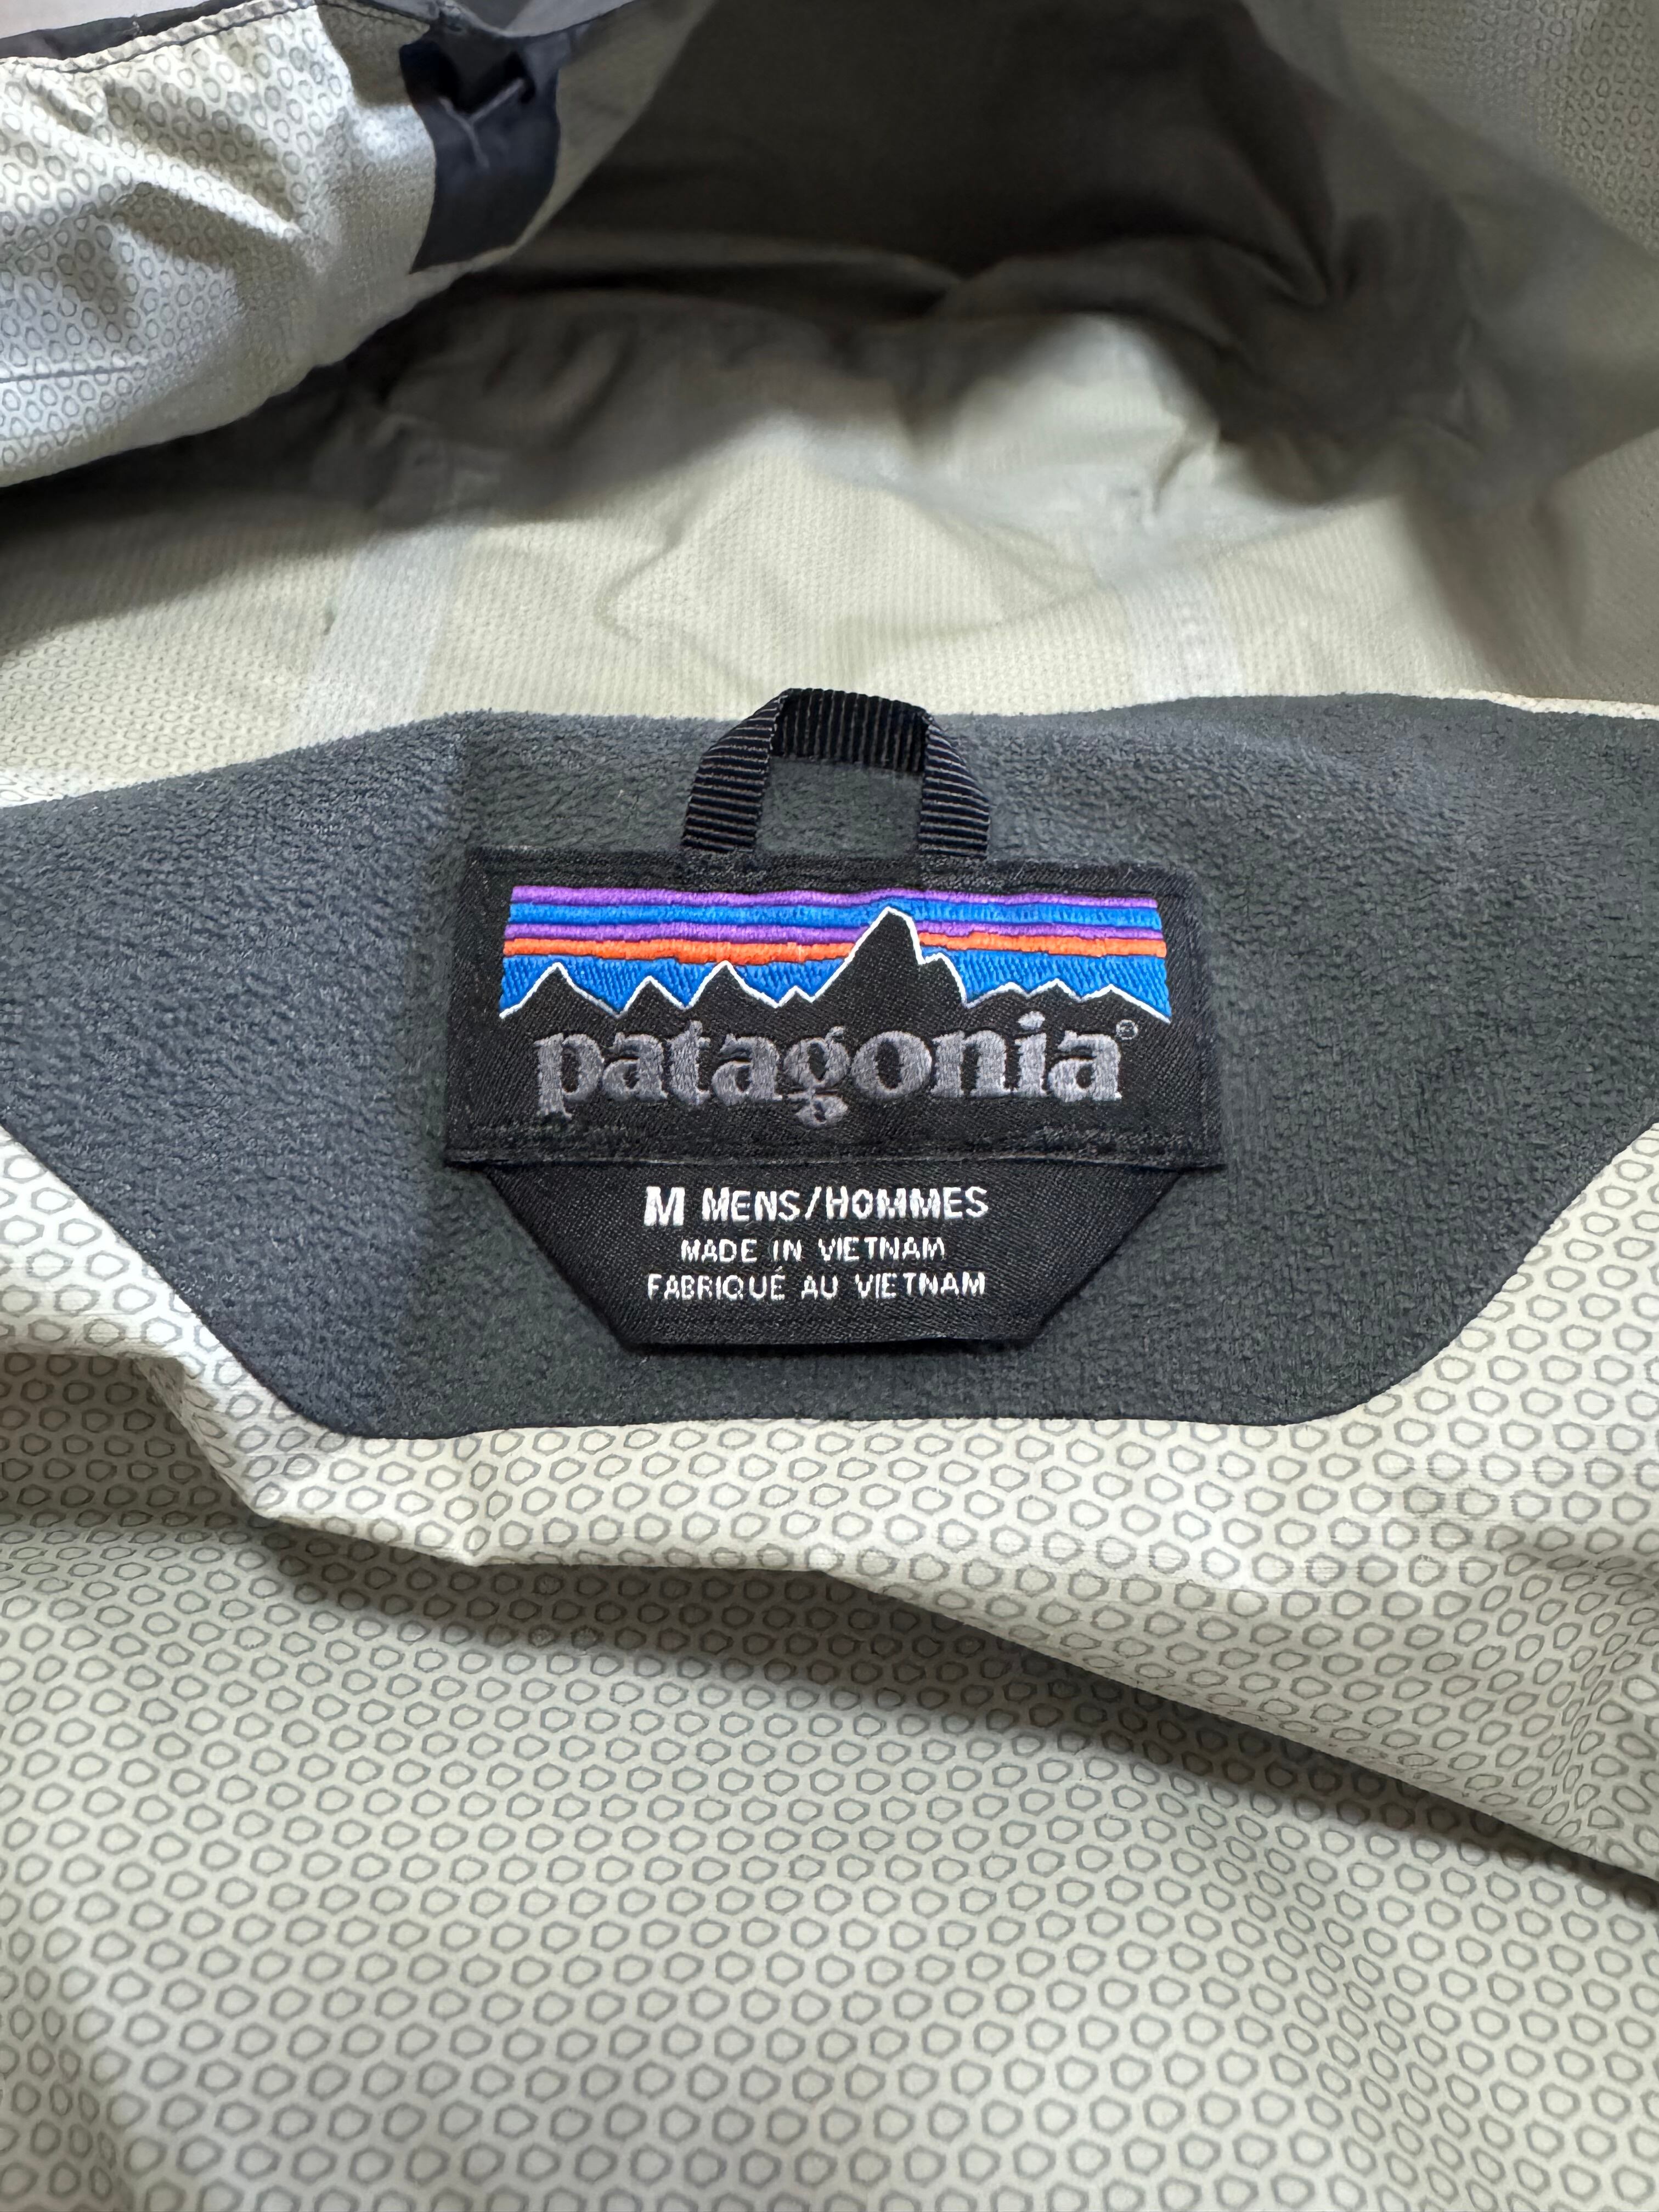 patagonia®
M MENS/HOMMES
MADE IN VIETNAM
FABRIQUÉ AU VIETNAM